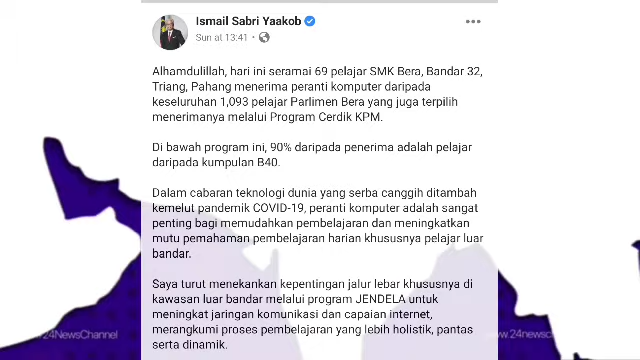 Ismail Sabri Yaakob
Sun at 13:41 ·
Alhamdulillah, hari ini seramai 69 pelajar SMK Bera, Bandar 32,
Triang, Pahang menerima peranti komputer daripada
keseluruhan 1,093 pelajar Parlimen Bera yang juga terpilih
menerimanya melalui Program Cerdik KPM.
Di bawah program ini, 90% daripada penerima adalah pelajar
daripada kumpulan B40.
Dalam cabaran teknologi dunia yang serba canggih ditambah
kemelut pandemik COVID-19, peranti komputer adalah sangat
penting bagi memudahkan pembelajaran dan meningkatkan
mutu pemahaman pembelajaran harian khususnya pelajar luar
bandar.
Saya turut menekankan kepentingan jalur lebar khususnya di
kawasan luar bandar melalui program JENDELA untuk
meningkat jaringan komunikasi dan capaian internet,
merangkumi proses pembelajaran yang lebih holistik, pantas
serta dinamik.
24NewsChannel
www.24newschannel